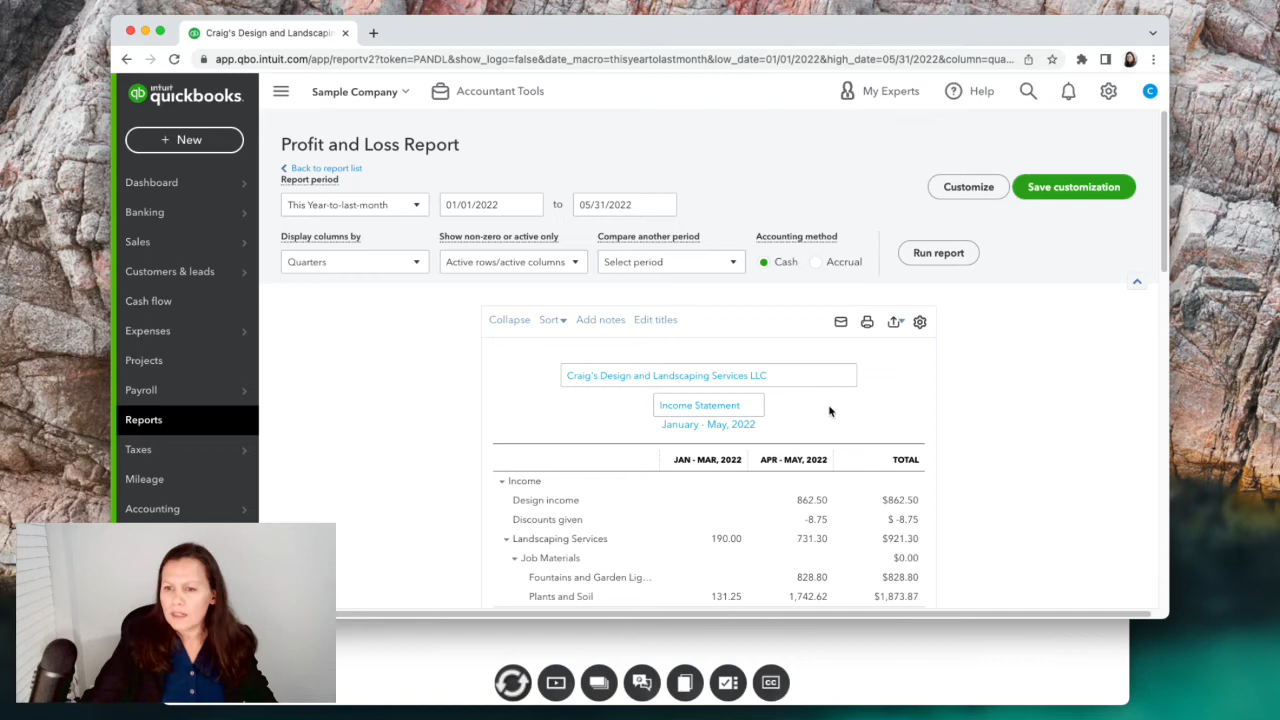 Craig's Design and Landscapin
app.qbo.intuit.com/app/reportv2?token=PANDL&show_logo=false&date_macro=thisyeartolastmonth&low_date=01/01/2022&high_date=05/31/2022&column=qua...
qb intuit quickbooks.
Sample Company
Accountant Tools
My Experts
Help
C
+ New
Dashboard
Banking
Sales
Customers & leads
Cash flow
Expenses
Projects
Payroll
Reports
Taxes
Mileage
Accounting
Profit and Loss Report
Back to report list
Report period
This Year-to-last-month 01/01/2022 to 05/31/2022
Customize Save customization
Display columns by Show non-zero or active only Compare another period Accounting method
Quarters Active rows/active columns Select period Cash Accrual
Run report
Collapse Sort Add notes Edit titles
Craig's Design and Landscaping Services LLC
Income Statement
January - May, 2022
JAN - MAR, 2022 APR - MAY, 2022 TOTAL
Income
Design income 862.50 $862.50
Discounts given -8.75 $ -8.75
Landscaping Services 190.00 731.30 $921.30
Job Materials $0.00
Fountains and Garden Lig... 828.80 $828.80
Plants and Soil 131.25 1,742.62 $1,873.87
CC